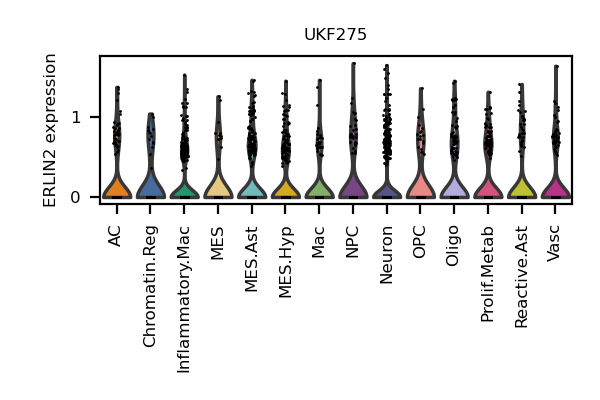 UKF275
ERLIN2 expression
1
0
AC
Chromatin.Reg
Inflammatory.Mac
MES
MES.Ast
MES.Hyp
Mac
NPC
Neuron
OPC
Oligo
Prolif.Metab
Reactive.Ast
Vasc